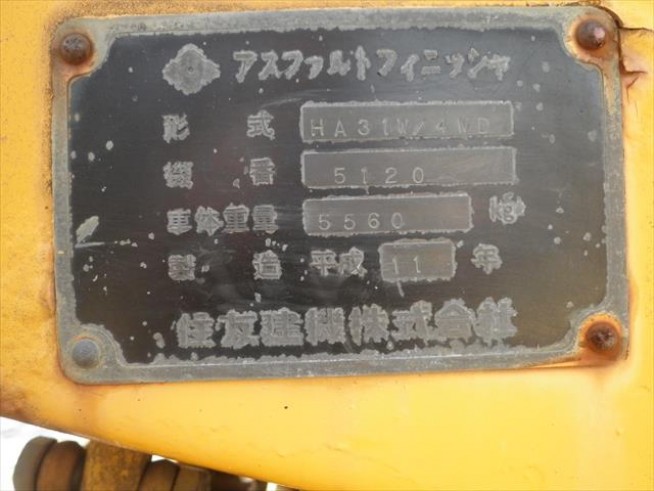 アスファルトフィニッシャ
形 式 HA31W/4WD
機 番 5120
車体重量 5560 kg
製 造 平成 11 年
住友建機株式会社